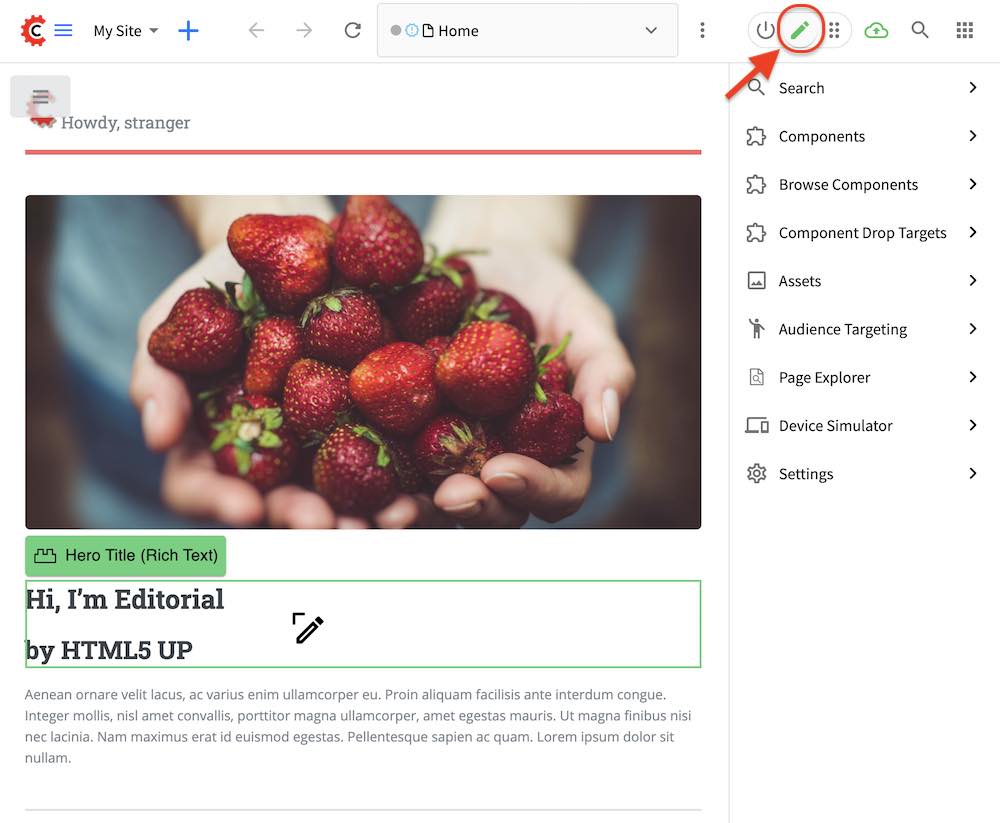 C
My Site
Home
Howdy, stranger
Search
Components
Browse Components
Component Drop Targets
Assets
Audience Targeting
Page Explorer
Device Simulator
Settings
Hero Title (Rich Text)
Hi, I’m Editorial
by HTML5 UP
Aenean ornare velit lacus, ac varius enim ullamcorper eu. Proin aliquam facilisis ante interdum congue.
Integer mollis, nisl amet convallis, porttitor magna ullamcorper, amet egestas mauris. Ut magna finibus nisi
nec lacinia. Nam maximus erat id euismod egestas. Pellentesque sapien ac quam. Lorem ipsum dolor sit
nullam.